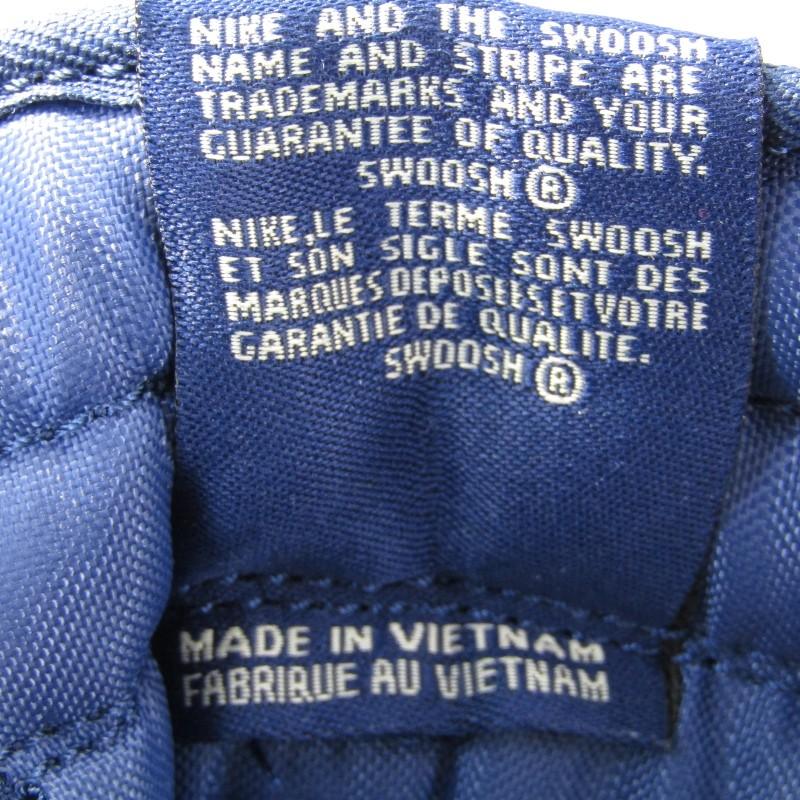 NIKE AND THE SWOOSH
NAME AND STRIPE ARE
TRADEMARKS AND YOUR
GUARANTEE OF QUALITY.
SWOOSH ®
NIKE,LE TERME SWOOSH
ET SON SIGLE SONT DES
MARQUES DEPOSEES,ET VOTRE
GARANTIE DE QUALITE.
SWOOSH ®
MADE IN VIETNAM
FABRIQUE AU VIETNAM